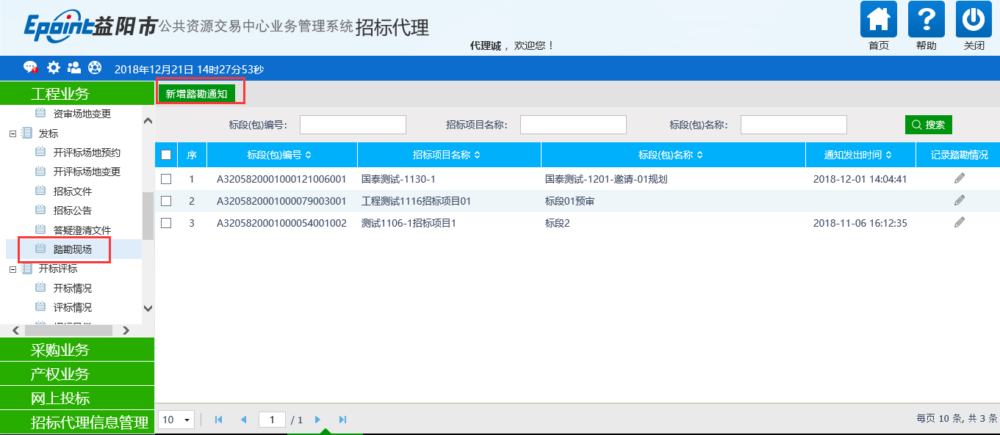 Epoint益阳市公共资源交易中心业务管理系统招标代理
代理诚，欢迎您！
首页 帮助 关闭
2018年12月21日 14时27分53秒
工程业务
资审场地变更
发标
开评标场地预约
开评标场地变更
招标文件
招标公告
答疑澄清文件
踏勘现场
开标评标
开标情况
评标情况
采购业务
产权业务
网上投标
招标代理信息管理
新增踏勘通知
标段(包)编号: 招标项目名称: 标段(包)名称: 搜索
序 标段(包)编号 招标项目名称 标段(包)名称 通知发出时间 记录踏勘情况
1 A3205820001000121006001 国泰测试-1130-1 国泰测试-1201-邀请-01规划 2018-12-01 14:04:41
2 A3205820001000079003001 工程测试1116招标项目01 标段01预审
3 A3205820001000054001002 测试1106-1招标项目1 标段2 2018-11-06 16:12:35
10 1 / 1 每页 10 条, 共 3 条